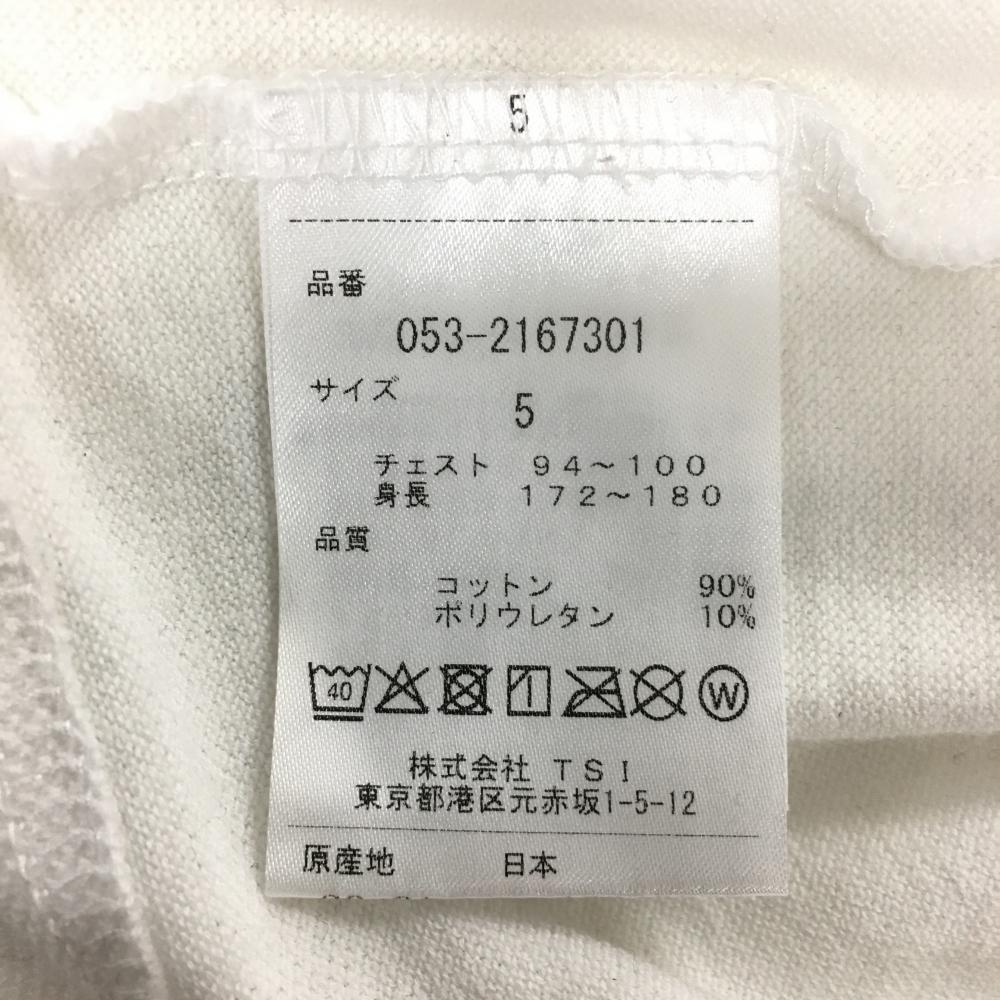 5
品番
053-2167301
サイズ
5
チェスト 94～100
身長 172～180
品質
コットン 90%
ポリウレタン 10%
40 W
株式会社 TSI
東京都港区元赤坂1-5-12
原産地 日本